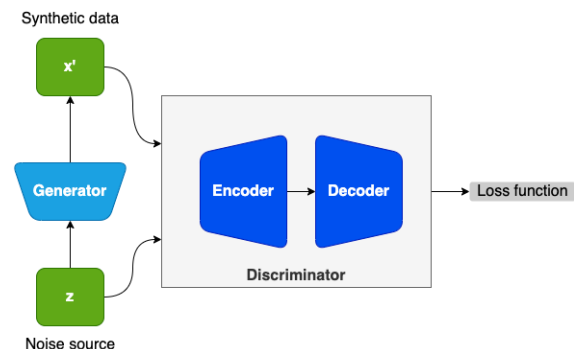 Synthetic data
x'
Generator
Encoder
Decoder
Loss function
Discriminator
z
Noise source